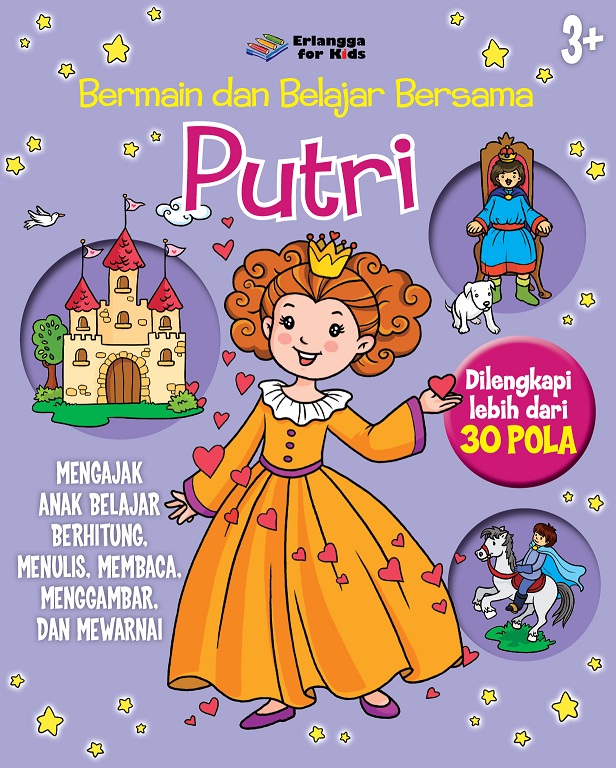 Erlangga
for Kids
3+
Bermain dan Belajar Bersama
Putri
Dilengkapi
lebih dari
30 POLA
MENGAJAK
ANAK BELAJAR
BERHITUNG,
MENULIS, MEMBACA,
MENGGAMBAR,
DAN MEWARNAI